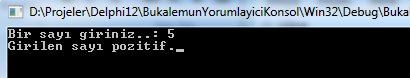 D:\Projeler\Delphi12\BukalemunYorumlayiciKonsol\Win32\Debug\Buka
Bir sayı giriniz..: 5
Girilen sayı pozitif._